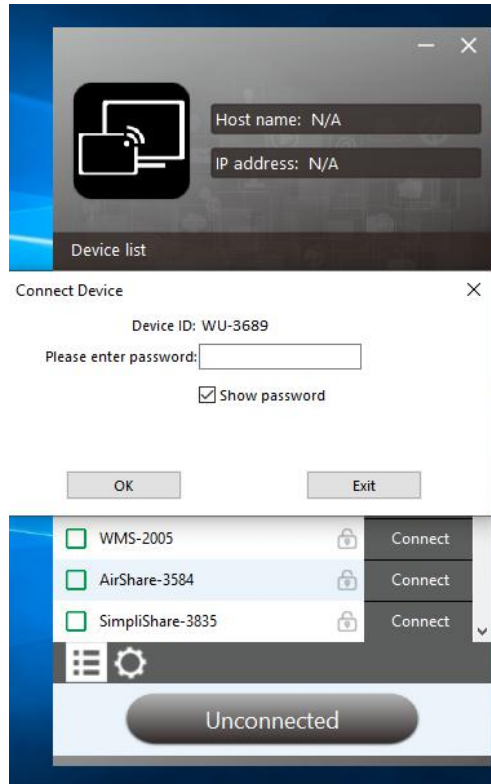 Host name: N/A
IP address: N/A
Device list
Connect Device
Device ID: WU-3689
Please enter password:
Show password
OK Exit
WMS-2005 Connect
AirShare-3584 Connect
SimpliShare-3835 Connect
Unconnected